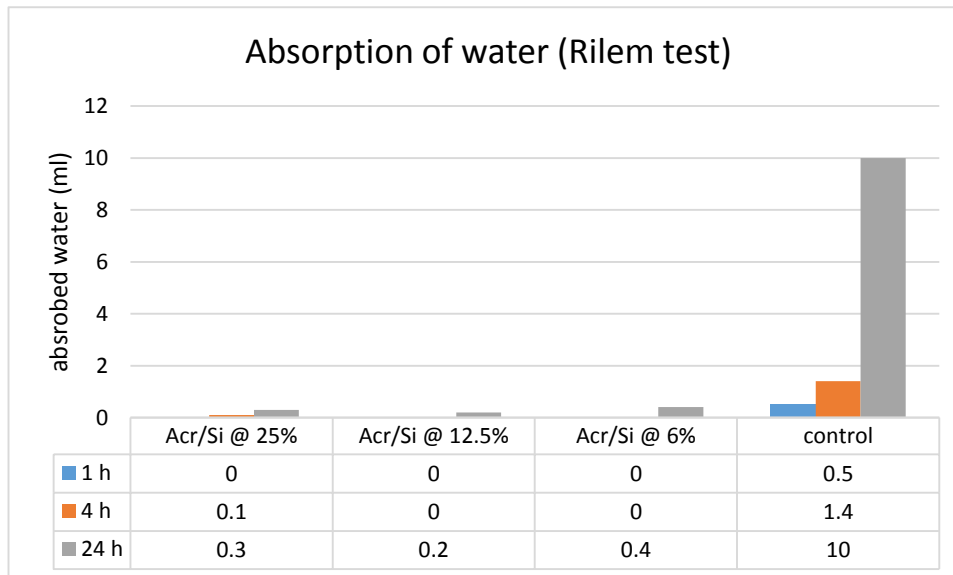 Absorption of water (Rilem test)
absrobed water (ml)
12
10
8
6
4
2
0
Acr/Si @ 25% Acr/Si @ 12.5% Acr/Si @ 6% control
1 h 0 0 0 0.5
4 h 0.1 0 0 1.4
24 h 0.3 0.2 0.4 10